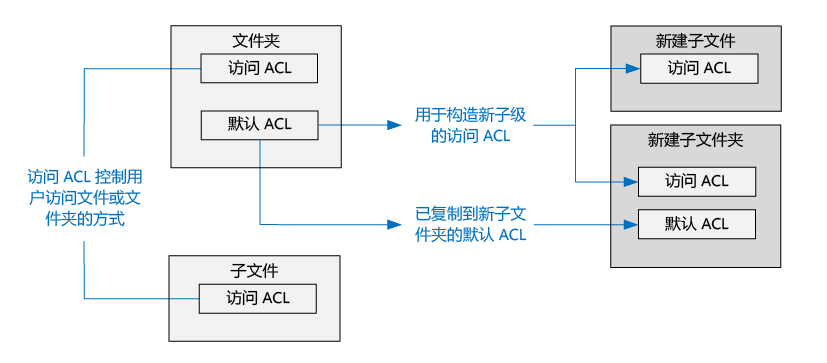 文件夹
访问 ACL
默认 ACL
访问 ACL 控制用
户访问文件或文
件夹的方式
子文件
访问 ACL
用于构造新子级
的访问 ACL
已复制到新子文
件夹的默认 ACL
新建子文件
访问 ACL
新建子文件夹
访问 ACL
默认 ACL